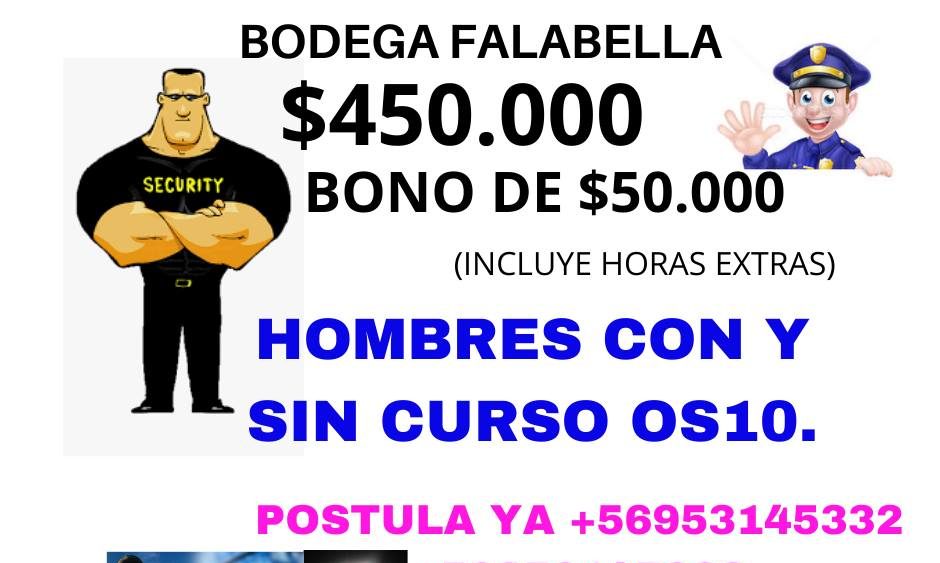 BODEGA FALABELLA
$450.000
SECURITY
BONO DE $50.000
(INCLUYE HORAS EXTRAS)
HOMBRES CON Y
SIN CURSO OS10.
POSTULA YA +56953145332